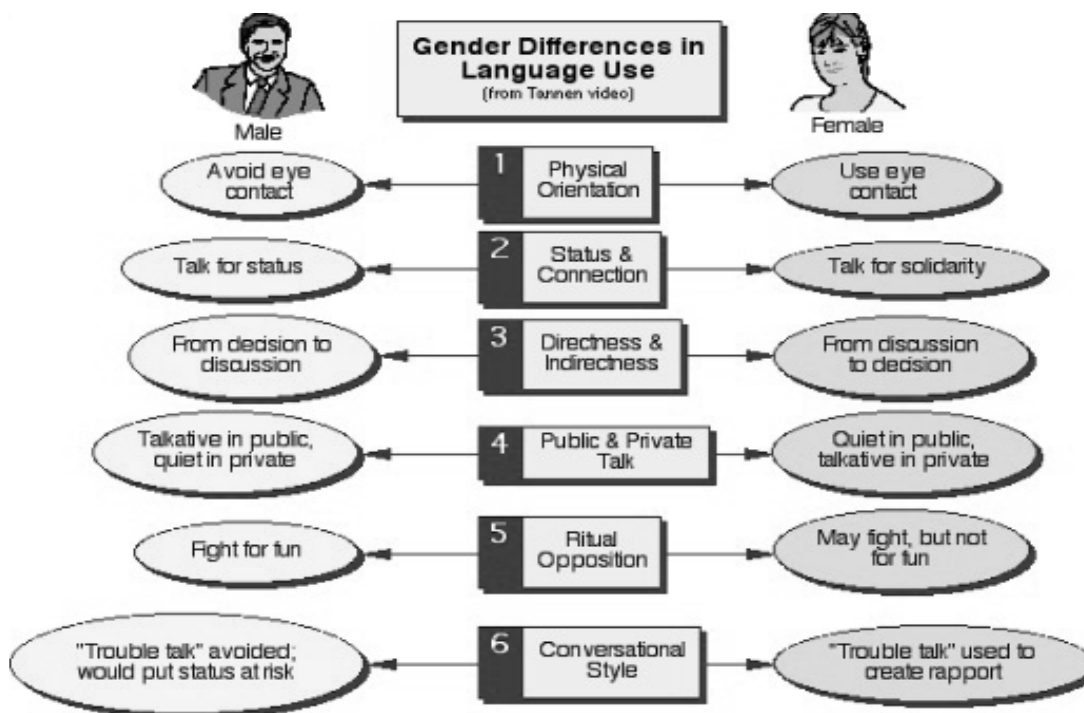 Gender Differences in
Language Use
(from Tannen video)
Male
Female
Avoid eye
contact
1
Physical
Orientation
Use eye
contact
Talk for status
2
Status &
Connection
Talk for solidarity
From decision to
discussion
3
Directness &
Indirectness
From discussion
to decision
Talkative in public,
quiet in private
4
Public & Private
Talk
Quiet in public,
talkative in private
Fight for fun
5
Ritual
Opposition
May fight, but not
for fun
"Trouble talk" avoided;
would put status at risk
6
Conversational
Style
"Trouble talk" used to
create rapport